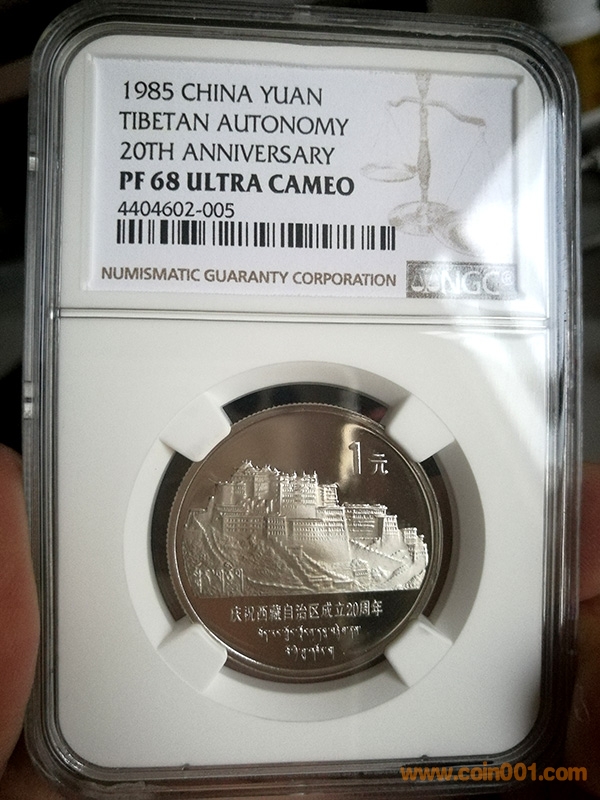 1985 CHINA YUAN
TIBETAN AUTONOMY
20TH ANNIVERSARY
PF 68 ULTRA CAMEO
4404602-005
NUMISMATIC GUARANTY CORPORATION
NGC
1元
庆祝西藏自治区成立20周年
www.coin001.com